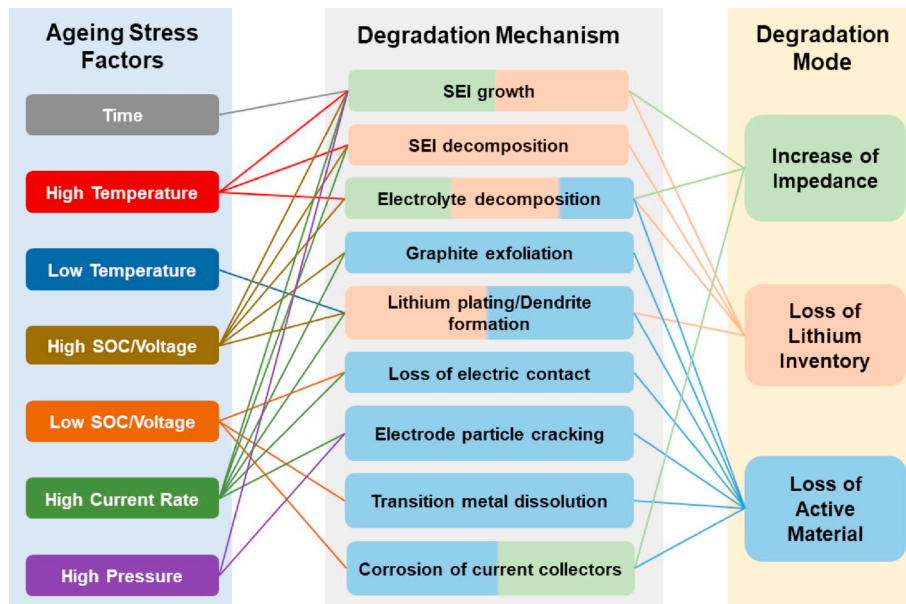 Ageing Stress
Factors
Time
High Temperature
Low Temperature
High SOC/Voltage
Low SOC/Voltage
High Current Rate
High Pressure
Degradation Mechanism
SEI growth
SEI decomposition
Electrolyte decomposition
Graphite exfoliation
Lithium plating/Dendrite
formation
Loss of electric contact
Electrode particle cracking
Transition metal dissolution
Corrosion of current collectors
Degradation
Mode
Increase of
Impedance
Loss of
Lithium
Inventory
Loss of
Active
Material